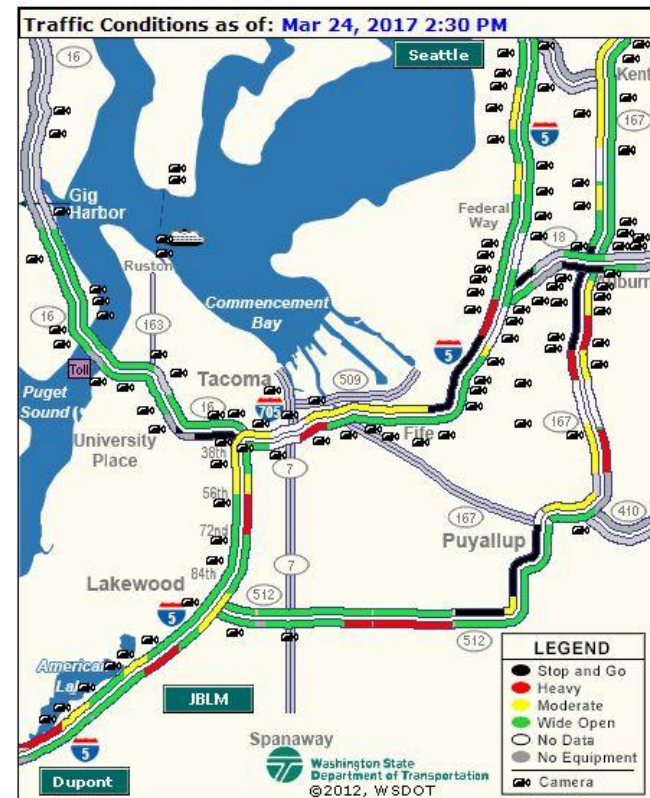 Traffic Conditions as of: Mar 24, 2017 2:30 PM
Seattle
16
Kent
167
5
Gig
Harbor
Federal
Way
18
Ruston
Commencement
Bay
16
163
Toll
Tacoma
509
5
Puget
Sound
16
705
University
Place
Fife
38th
7
167
56th
167
410
72nd
Puyallup
84th
7
Lakewood
512
5
512
American
JBLM
5
Spanaway
Dupont
Washington State
Department of Transportation
©2012, WSDOT
LEGEND
Stop and Go
Heavy
Moderate
Wide Open
No Data
No Equipment
Camera